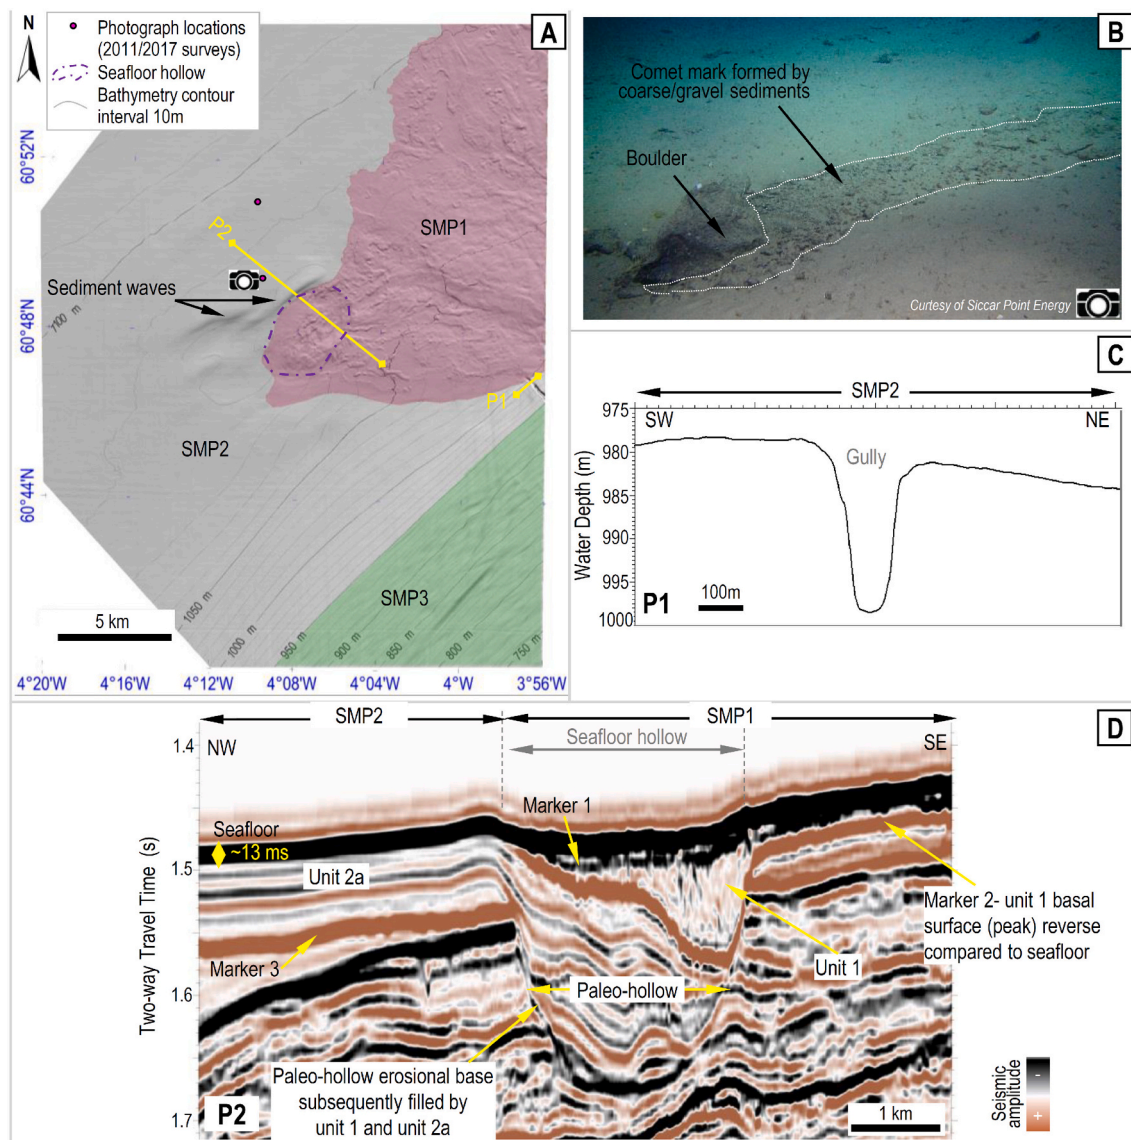 A
N
Photograph locations
(2011/2017 surveys)
Seafloor hollow
Bathymetry contour
interval 10m
60°52'N
60°48'N
60°44'N
SMP1
P2
Sediment waves
1100 m
P1
SMP2
SMP3
5 km
1050 m
1000 m
950 m
900 m
850 m
800 m
750 m
4°20'W 4°16'W 4°12'W 4°08'W 4°04'W 4°W 3°56'W
B
Comet mark formed by
coarse/gravel sediments
Boulder
Curtesy of Siccar Point Energy
C
SMP2
975
980
985
990
995
1000
Water Depth (m)
SW
NE
Gully
P1
100m
D
SMP2
SMP1
NW
Seafloor hollow
SE
1.4
1.5
1.6
1.7
Two-way Travel Time (s)
Marker 1
Seafloor
~13 ms
Unit 2a
Marker 3
Marker 2- unit 1 basal
surface (peak) reverse
compared to seafloor
Unit 1
Paleo-hollow
Paleo-hollow erosional base
subsequently filled by
unit 1 and unit 2a
P2
1 km
Seismic
amplitude
-
+